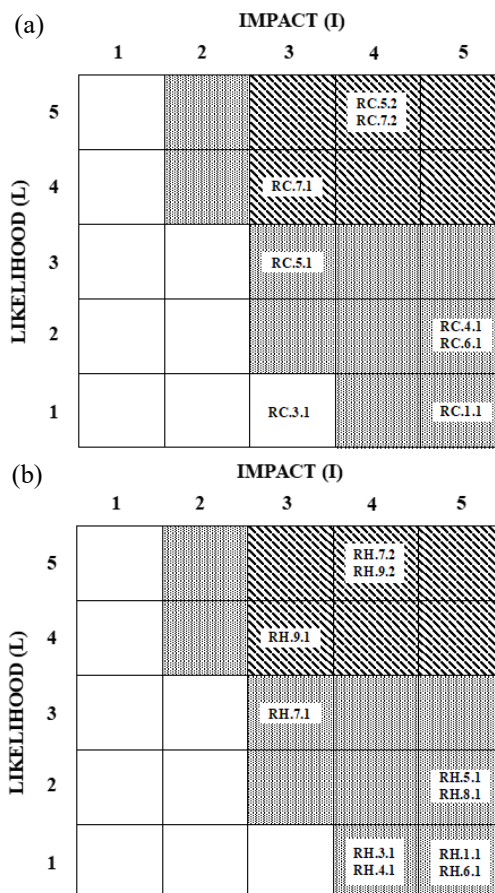 (a)
IMPACT (I)
1 2 3 4 5
LIKELIHOOD (L)
5
RC.5.2
RC.7.2
4
RC.7.1
3
RC.5.1
2
RC.4.1
RC.6.1
1
RC.3.1
RC.1.1
(b)
IMPACT (I)
1 2 3 4 5
LIKELIHOOD (L)
5
RH.7.2
RH.9.2
4
RH.9.1
3
RH.7.1
2
RH.5.1
RH.8.1
1
RH.3.1 RH.1.1
RH.4.1 RH.6.1